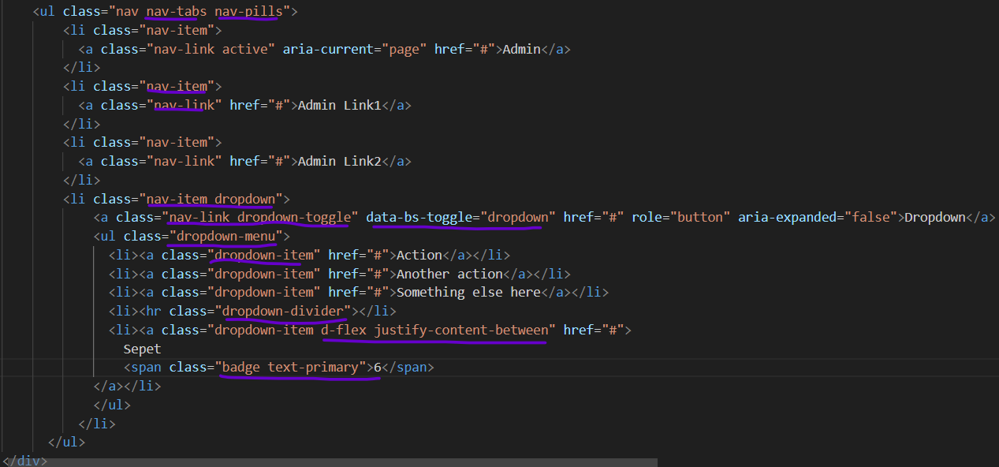 <ul class="nav nav-tabs nav-pills">
<li class="nav-item">
<a class="nav-link active" aria-current="page" href="#">Admin</a>
</li>
<li class="nav-item">
<a class="nav-link" href="#">Admin Link1</a>
</li>
<li class="nav-item">
<a class="nav-link" href="#">Admin Link2</a>
</li>
<li class="nav-item dropdown">
<a class="nav-link dropdown-toggle" data-bs-toggle="dropdown" href="#" role="button" aria-expanded="false">Dropdown</a>
<ul class="dropdown-menu">
<li><a class="dropdown-item" href="#">Action</a></li>
<li><a class="dropdown-item" href="#">Another action</a></li>
<li><a class="dropdown-item" href="#">Something else here</a></li>
<li><hr class="dropdown-divider"></li>
<li><a class="dropdown-item d-flex justify-content-between" href="#">
Sepet
<span class="badge text-primary">6</span>
</a></li>
</ul>
</li>
</ul>
</div>